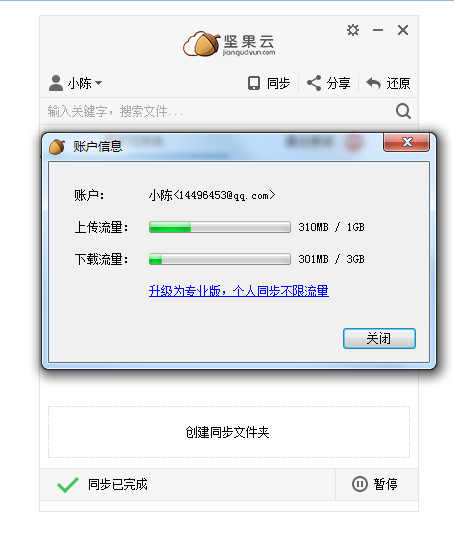 坚果云
jianguoyun.com
小陈
同步
分享
还原
输入关键字，搜索文件...
账户信息
账户： 小陈<14496453@qq.com>
上传流量： 310MB / 1GB
下载流量： 301MB / 3GB
升级为专业版，个人同步不限流量
关闭
创建同步文件夹
同步已完成
暂停